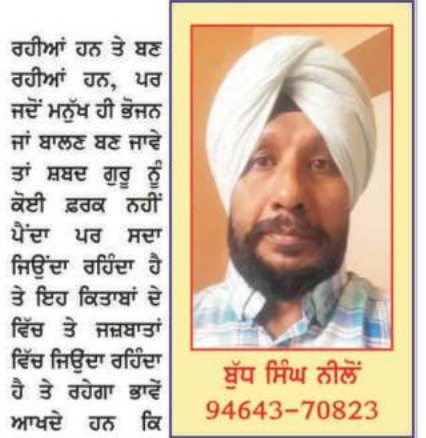 ਰਹੀਆਂ ਹਨ ਤੇ ਬਣ
ਰਹੀਆਂ ਹਨ, ਪਰ
ਜਦੋਂ ਮਨੁੱਖ ਹੀ ਭੋਜਨ
ਜਾਂ ਬਾਲਣ ਬਣ ਜਾਵੇ
ਤਾਂ ਸ਼ਬਦ ਗੁਰੂ ਨੂੰ
ਕੋਈ ਫ਼ਰਕ ਨਹੀਂ
ਪੈਂਦਾ ਪਰ ਸਦਾ
ਜਿਉਂਦਾ ਰਹਿੰਦਾ ਹੈ
ਤੇ ਇਹ ਕਿਤਾਬਾਂ ਦੇ
ਵਿੱਚ ਤੇ ਜਜ਼ਬਾਤਾਂ
ਵਿੱਚ ਜਿਉਂਦਾ ਰਹਿੰਦਾ
ਹੈ ਤੇ ਰਹੇਗਾ ਭਾਵੇਂ
ਆਖਦੇ ਹਨ ਕਿ
ਬੁੱਧ ਸਿੰਘ ਨੀਲੋਂ
94643-70823